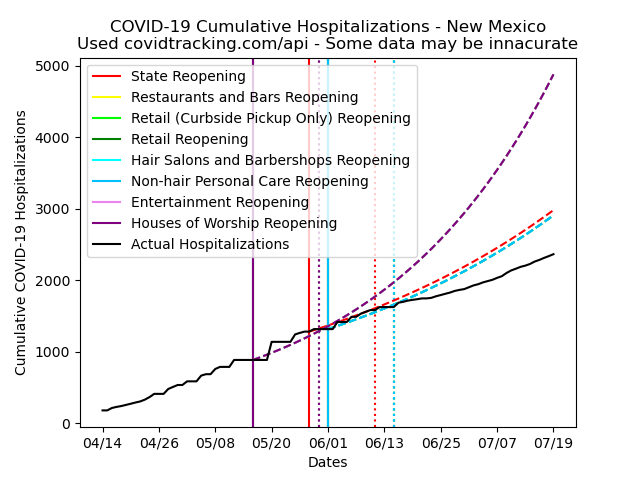 COVID-19 Cumulative Hospitalizations - New Mexico
Used covidtracking.com/api - Some data may be innacurate
Cumulative COVID-19 Hospitalizations
5000
4000
3000
2000
1000
0
State Reopening
Restaurants and Bars Reopening
Retail (Curbside Pickup Only) Reopening
Retail Reopening
Hair Salons and Barbershops Reopening
Non-hair Personal Care Reopening
Entertainment Reopening
Houses of Worship Reopening
Actual Hospitalizations
04/14 04/26 05/08 05/20 06/01 06/13 06/25 07/07 07/19
Dates